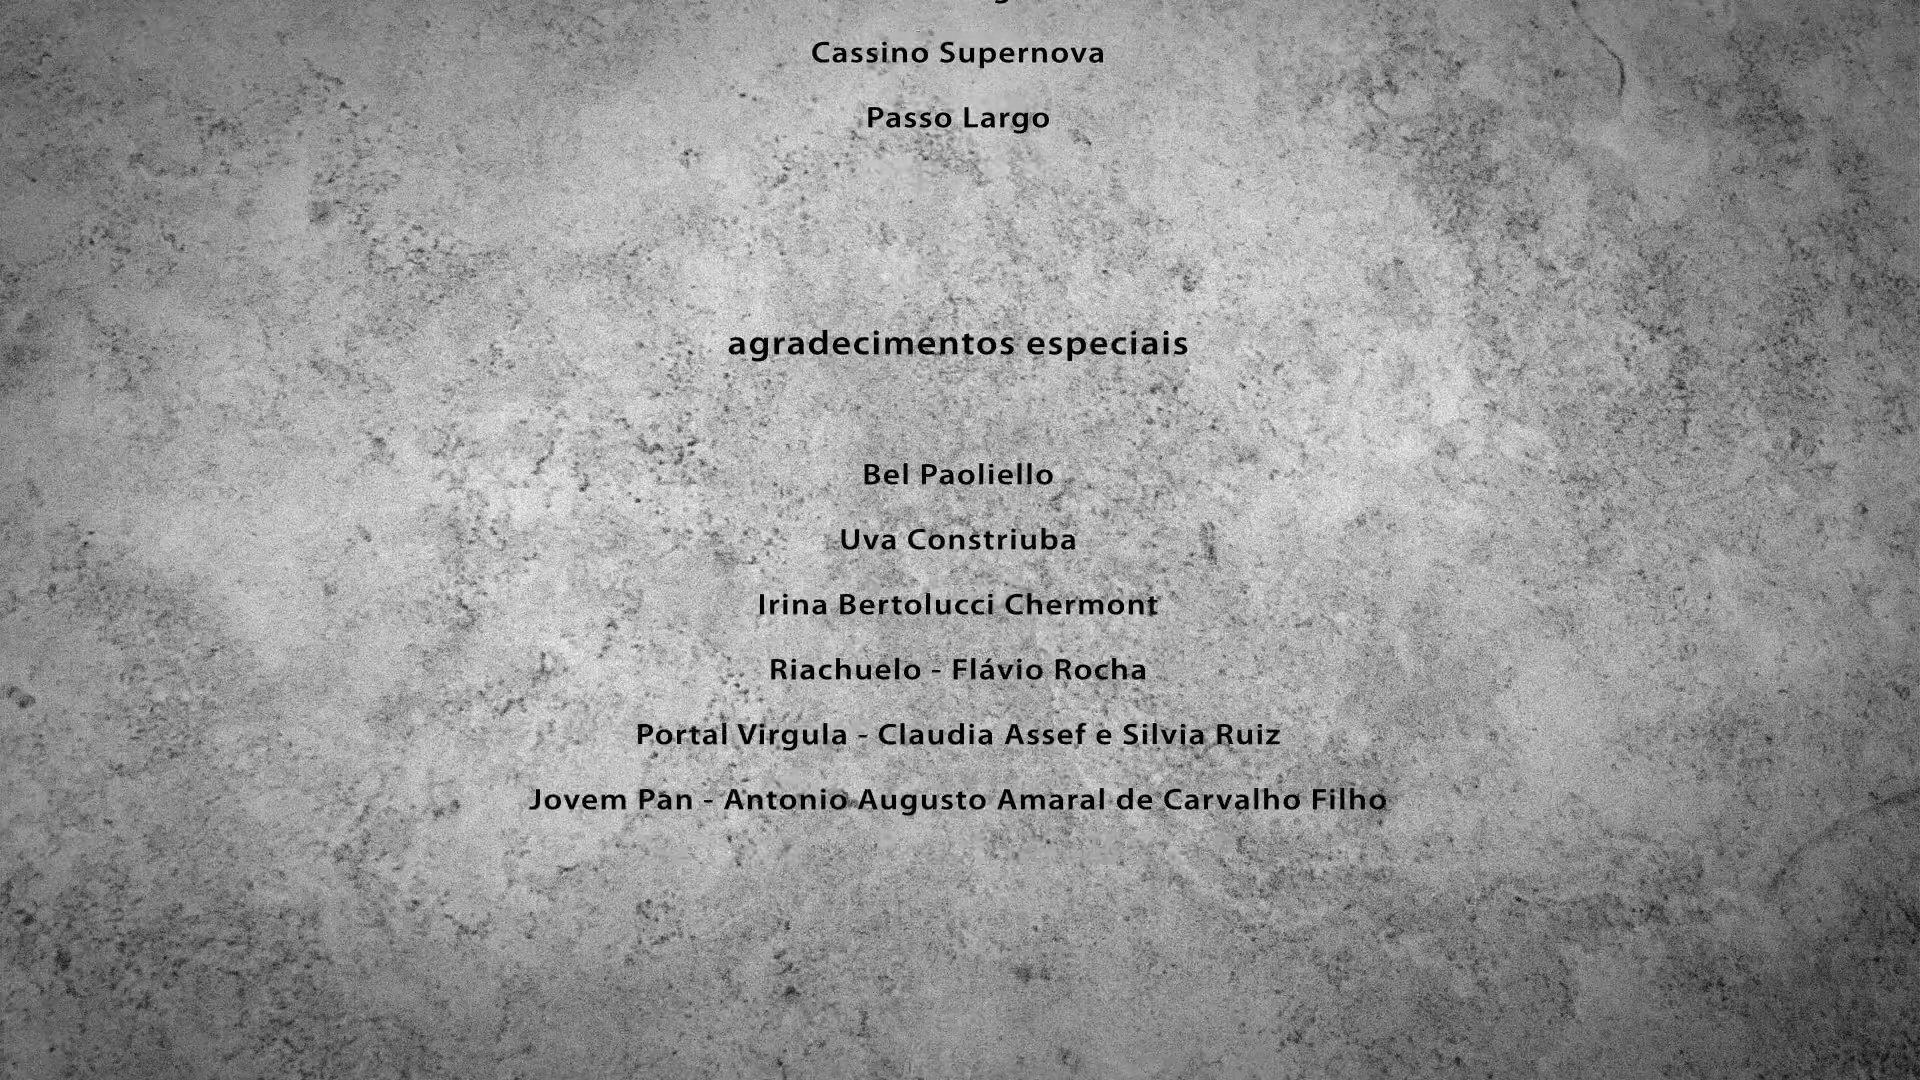 Cassino Supernova
Passo Largo
agradecimentos especiais
Bel Paoliello
Uva Constriuba
Irina Bertolucci Chermont
Riachuelo - Flávio Rocha
Portal Virgula - Claudia Assef e Silvia Ruiz
Jovem Pan - Antonio Augusto Amaral de Carvalho Filho